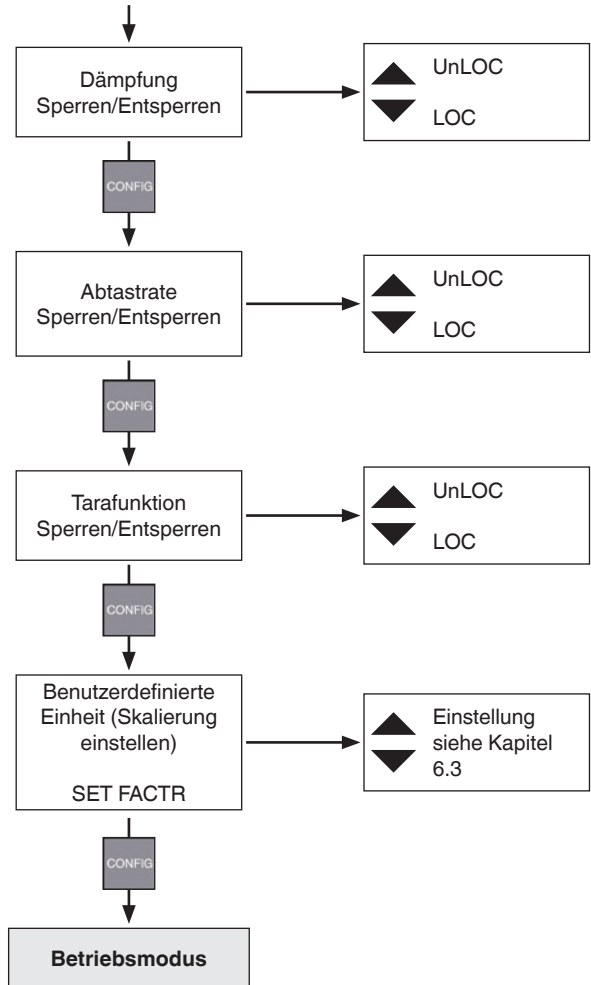 Dämpfung
Sperren/Entsperren
UnLOC
LOC
CONFIG
Abtastrate
Sperren/Entsperren
UnLOC
LOC
CONFIG
Tarafunktion
Sperren/Entsperren
UnLOC
LOC
CONFIG
Benutzerdefinierte
Einheit (Skalierung
einstellen)
SET FACTR
Einstellung
siehe Kapitel
6.3
CONFIG
Betriebsmodus